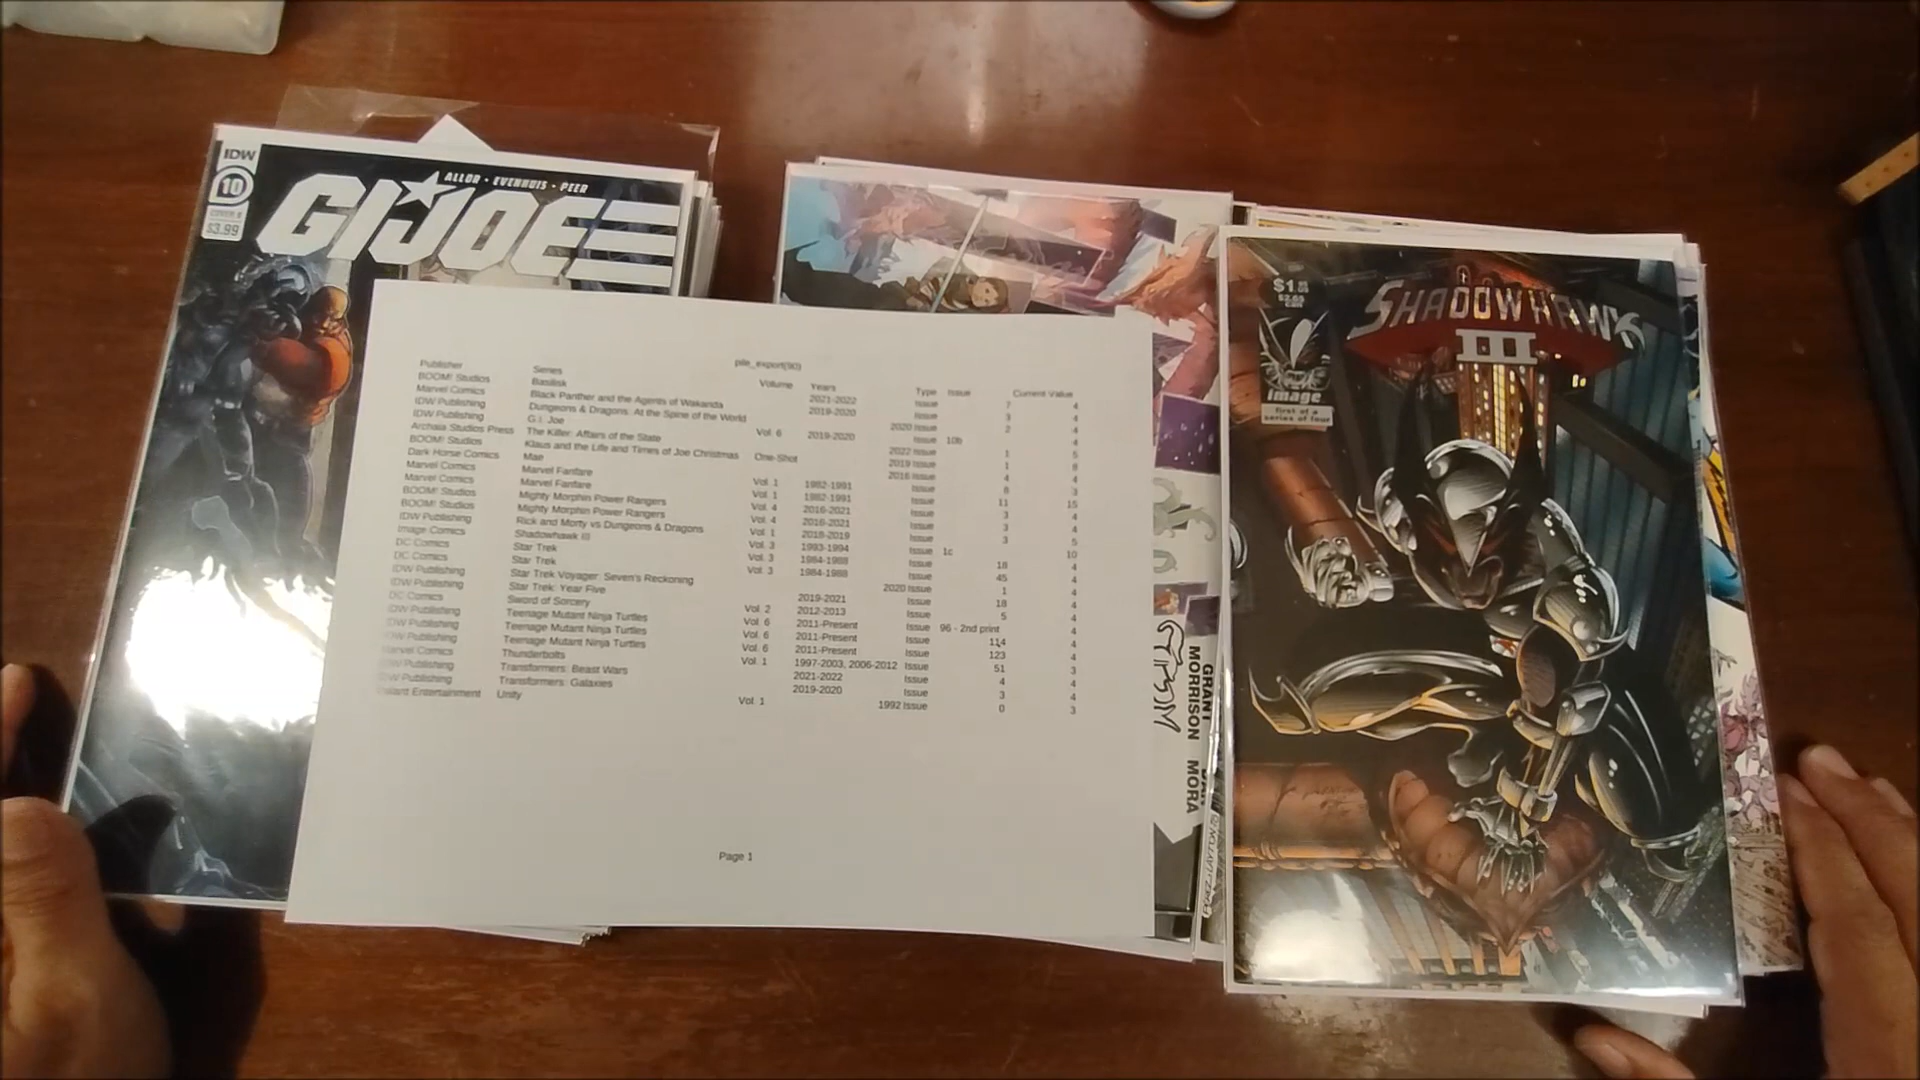 IDW
10
COVER B
$3.99
ALLOR • EVENHUIS • PEER
G.I. JOE
pile_export(90)
Publisher Series Volume Years Type Issue Current Value
BOOM! Studios Basilisk 2021-2022 Issue 7 4
Marvel Comics Black Panther and the Agents of Wakanda 2019-2020 Issue 3 4
IDW Publishing Dungeons & Dragons: At the Spine of the World 2020 Issue 2 4
IDW Publishing G.I. Joe Vol. 6 2019-2020 Issue 10b 4
Archaia Studios Press The Killer: Affairs of the State 2022 Issue 1 5
BOOM! Studios Klaus and the Life and Times of Joe Christmas One-Shot 2019 Issue 1 8
Dark Horse Comics Mae 2016 Issue 4 4
Marvel Comics Marvel Fanfare Vol. 1 1982-1991 Issue 8 3
Marvel Comics Marvel Fanfare Vol. 1 1982-1991 Issue 11 15
BOOM! Studios Mighty Morphin Power Rangers Vol. 4 2016-2021 Issue 3 4
BOOM! Studios Mighty Morphin Power Rangers Vol. 4 2016-2021 Issue 3 4
IDW Publishing Rick and Morty vs Dungeons & Dragons Vol. 1 2018-2019 Issue 3 5
Image Comics Shadowhawk III Vol. 3 1993-1994 Issue 1c 10
DC Comics Star Trek Vol. 3 1984-1988 Issue 18 4
DC Comics Star Trek Vol. 3 1984-1988 Issue 45 4
IDW Publishing Star Trek Voyager: Seven's Reckoning 2020 Issue 1 4
IDW Publishing Star Trek: Year Five 2019-2021 Issue 18 4
DC Comics Sword of Sorcery Vol. 2 2012-2013 Issue 5 4
IDW Publishing Teenage Mutant Ninja Turtles Vol. 6 2011-Present Issue 96 - 2nd print 4
IDW Publishing Teenage Mutant Ninja Turtles Vol. 6 2011-Present Issue 114 4
IDW Publishing Teenage Mutant Ninja Turtles Vol. 6 2011-Present Issue 123 4
Marvel Comics Thunderbolts Vol. 1 1997-2003, 2006-2012 Issue 51 3
IDW Publishing Transformers: Beast Wars 2021-2022 Issue 4 4
IDW Publishing Transformers: Galaxies 2019-2020 Issue 3 4
Valiant Entertainment Unity Vol. 1 1992 Issue 0 3
Page 1
GRANT
MORRISON MORA
$1.95
$2.65
CAN
SHADOWHAWK
III
image
first of a
series of four